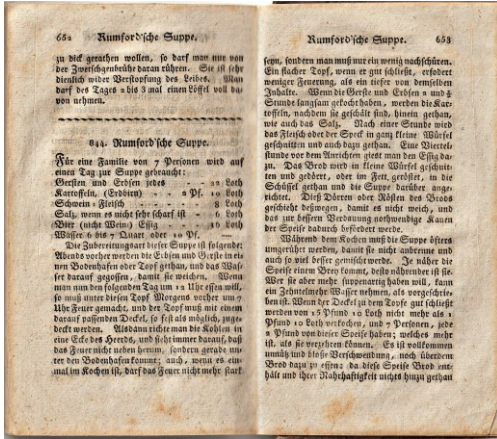 652 Rumford'sche Suppe.
zu dick gerathen wollen, so darf man nur von
der Zwetschgenbrühe daran rühren. Sie ist sehr
dienlich wider Verstopfung des Leibes. Man
darf des Tages 2 bis 3 mal einen Löffel voll da-
von nehmen.
844. Rumford'sche Suppe.
Für eine Familie von 7 Personen wird auf
einen Tag zur Suppe gebraucht:
Gersten und Erbsen jedes - - 22 Loth
Kartoffeln, (Erdbirn) - - 2 Pf. 10 Loth
Schwein-Fleisch - - - - 8 Loth
Salz, wenn es nicht sehr scharf ist - 6 Loth
Bier (nicht Wein) Essig - - - 16 Loth
Wasser 6 bis 7 Quart oder 10 Pf. —
Die Zubereitungsart dieser Suppe ist folgende:
Abends vorher werden die Erbsen und Gerste in ei-
nen Bodenhafen oder Topf gethan, und das Was-
ser darauf gegossen, damit sie weichen. Wenn
man nun den folgenden Tag um 12 Uhr essen will,
so muß unter diesen Topf Morgens vorher um 7
Uhr Feuer gemacht, und der Topf muß mit einem
darauf passenden Deckel, so fest als möglich, zuge-
deckt werden. Alsdann richte man die Kohlen in
eine Ecke des Heerds, und sieht immer darauf, daß
das Feuer nicht neben herum, sondern gerade un-
ter den Bodenhafen kommt; auch, wenn es ein-
mal im Kochen ist, darf das Feuer nicht mehr stark
Rumford'sche Suppe. 653
seyn, sondern man muß nur ein wenig nachschüren.
Ein flacher Topf, wenn er gut schließt, erfodert
weniger Feuerung, als ein tiefer von demselben
Inhalte. Wenn die Gerste und Erbsen 2 und ½
Stunde langsam gekocht haben, werden die Kar-
toffeln, nachdem sie geschält sind, hinein gethan,
wie auch das Salz. Nach einer Stunde wird
das Fleisch oder der Speck in ganz kleine Würfel
geschnitten und auch dazu gethan. Eine Viertel-
stunde vor dem Anrichten giest man den Essig da-
zu. Das Brod wird in kleine Würfel geschnit-
ten und gedörrt, oder im Fett, geröstet, in die
Schüssel gethan und die Suppe darüber ange-
richtet. Dieß Dörren oder Rösten des Brods
geschieht deßwegen, damit es nicht weich, und
das zur bessern Verdauung nothwendige Kauen
der Speise dadurch befördert werde.
Während dem Kochen muß die Suppe öfters
umgerührt werden, damit sie nicht anbrenne und
auch so viel besser gemischt werde. Je näher die
Speise einem Brey kommt, desto nährender ist sie.
Wer sie aber mehr suppenartig haben will, kann
ein Zehntel mehr Wasser nehmen, als vorgeschrie-
ben ist. Wenn der Deckel zu dem Topfe gut schließt
werden von 15 Pfund 10 Loth nicht mehr als 1
Pfund 10 Loth verkochen, und 7 Personen, jede
2 Pfund von dieser Speise haben; welches mehr
ist, als sie verzehren können. Es ist vollkommen
unnütz und bloße Verschwendung, noch überdem
Brod dazu zu essen: da diese Speise Brod ent-
hält und ihrer Nahrhaftigkeit nichts hinzu gethan